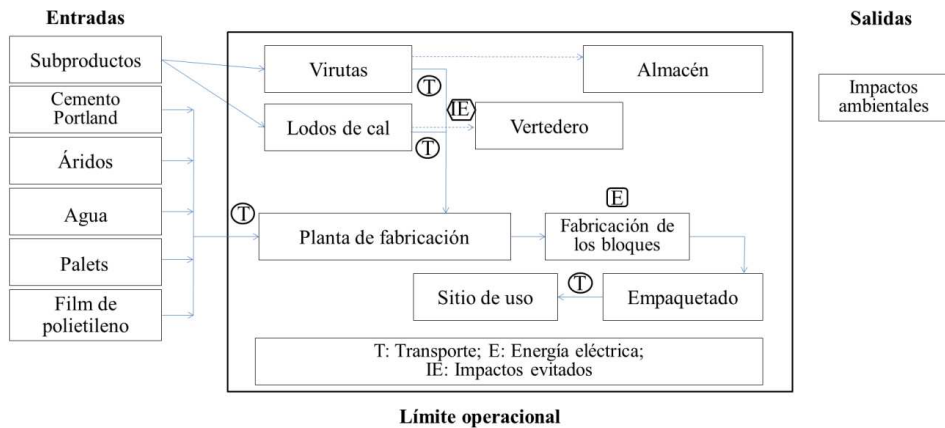 Entradas
Salidas
Subproductos
Virutas
Almacén
T
Cemento
Portland
Impactos
ambientales
IE
Lodos de cal
Vertedero
T
Áridos
E
Agua
T
Planta de fabricación
Fabricación de
los bloques
Palets
T
Sitio de uso
Empaquetado
Film de
polietileno
T: Transporte; E: Energía eléctrica;
IE: Impactos evitados
Límite operacional